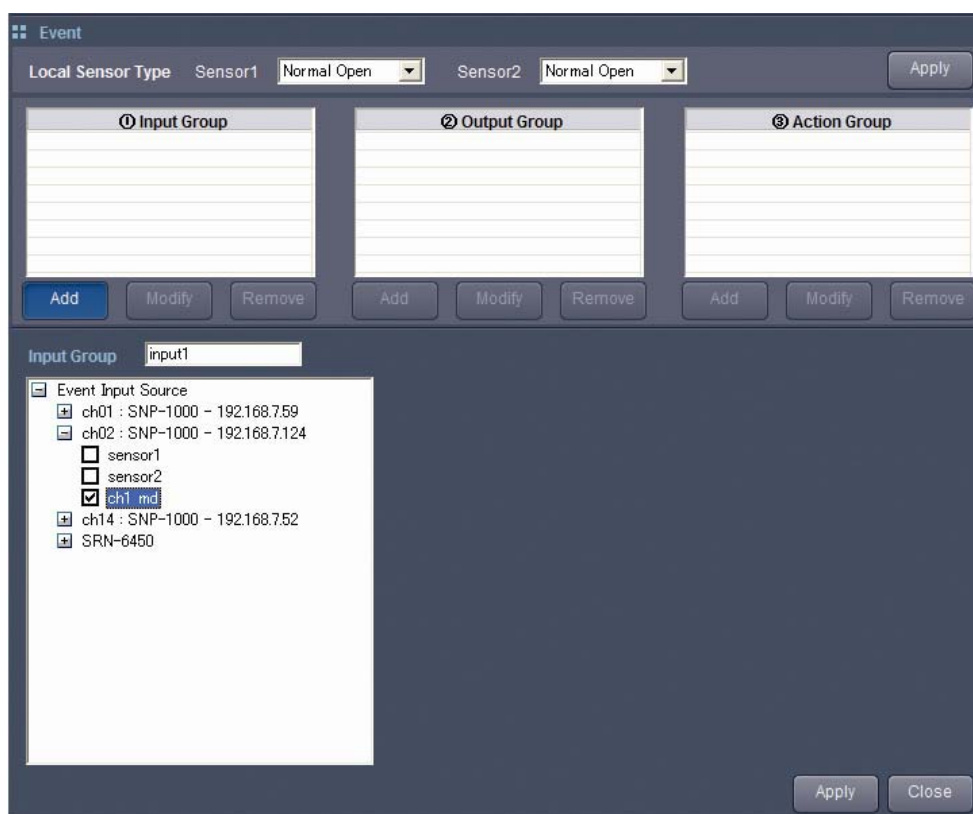 Event
Local Sensor Type Sensor1 Normal Open Sensor2 Normal Open Apply
① Input Group ② Output Group ③ Action Group
Add Modify Remove Add Modify Remove Add Modify Remove
Input Group input1
Event Input Source
ch01 : SNP-1000 - 192.168.7.59
ch02 : SNP-1000 - 192.168.7.124
sensor1
sensor2
ch1 md
ch14 : SNP-1000 - 192.168.7.52
SRN-6450
Apply Close